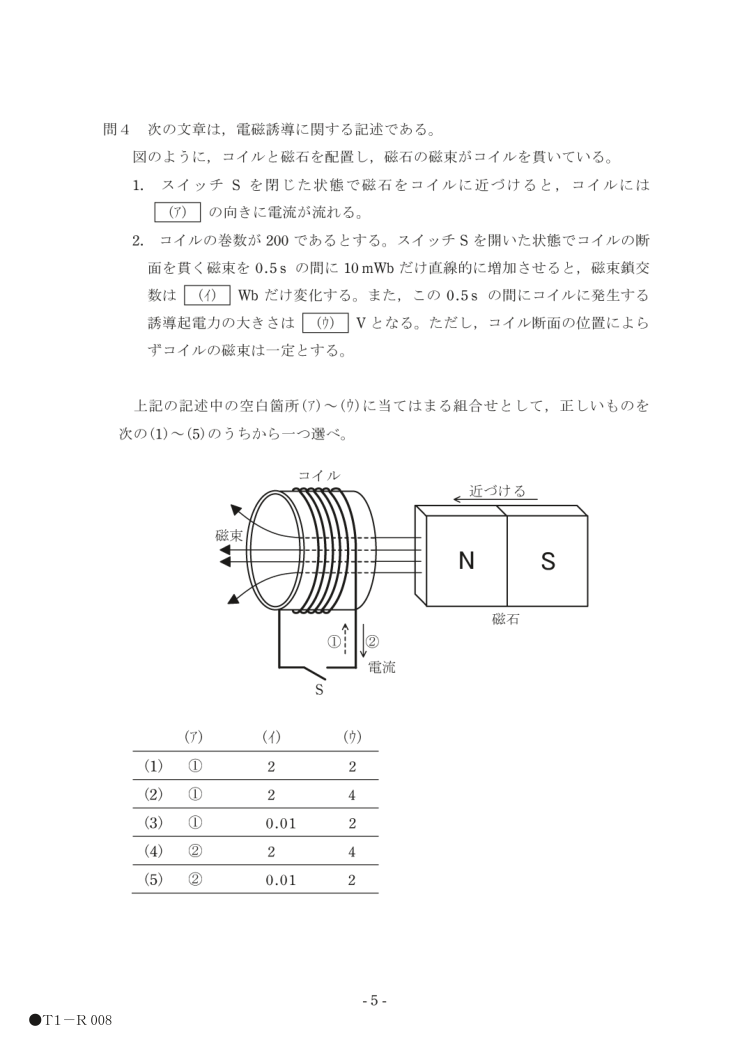 問４　次の文章は，電磁誘導に関する記述である。
図のように，コイルと磁石を配置し，磁石の磁束がコイルを貫いている。
1.　スイッチ S を閉じた状態で磁石をコイルに近づけると，コイルには
(ｱ) の向きに電流が流れる。
2.　コイルの巻数が 200 であるとする。スイッチ S を開いた状態でコイルの断
面を貫く磁束を 0.5 s の間に 10 mWb だけ直線的に増加させると，磁束鎖交
数は (ｲ) Wb だけ変化する。また，この 0.5 s の間にコイルに発生する
誘導起電力の大きさは (ｳ) V となる。ただし，コイル断面の位置によら
ずコイルの磁束は一定とする。
上記の記述中の空白箇所(ｱ)～(ｳ)に当てはまる組合せとして，正しいものを
次の(1)～(5)のうちから一つ選べ。
コイル
近づける
磁束
N S
磁石
① ②
電流
S
(ｱ) (ｲ) (ｳ)
(1) ① 2 2
(2) ① 2 4
(3) ① 0.01 2
(4) ② 2 4
(5) ② 0.01 2
- 5 -
●T1－R 008